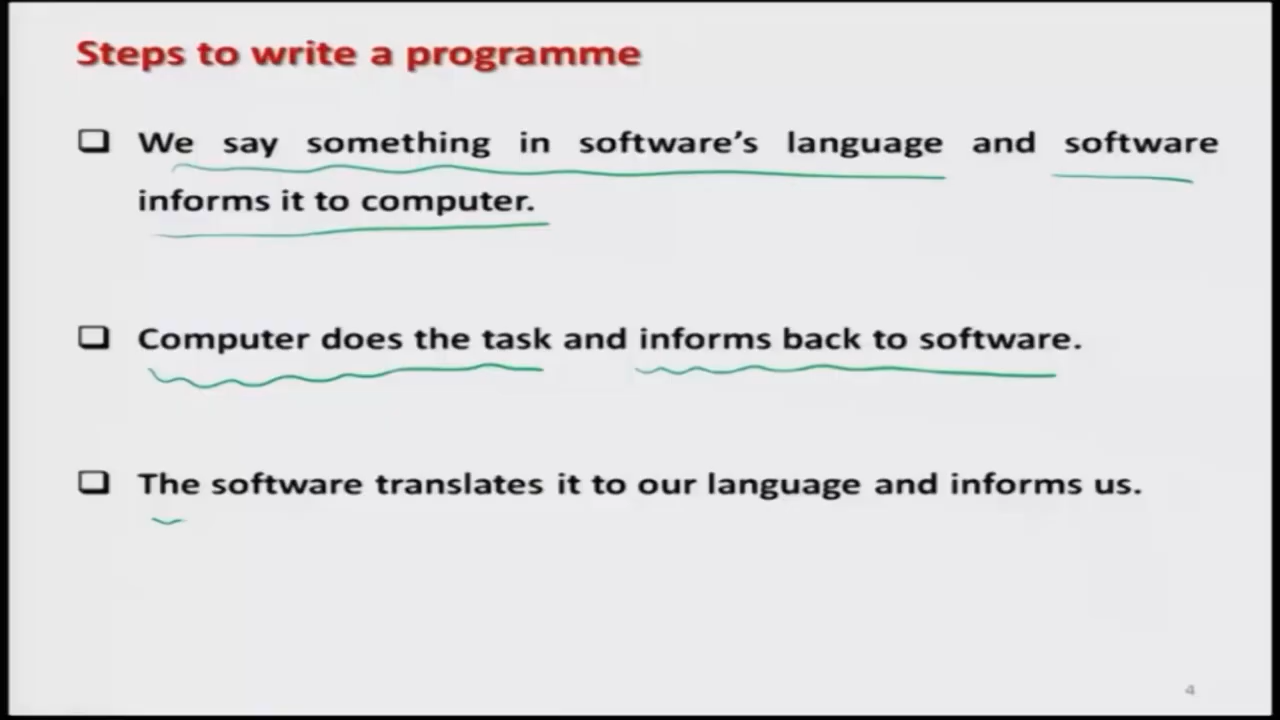 Steps to write a programme
❑ We say something in software's language and software
informs it to computer.
❑ Computer does the task and informs back to software.
❑ The software translates it to our language and informs us.
4